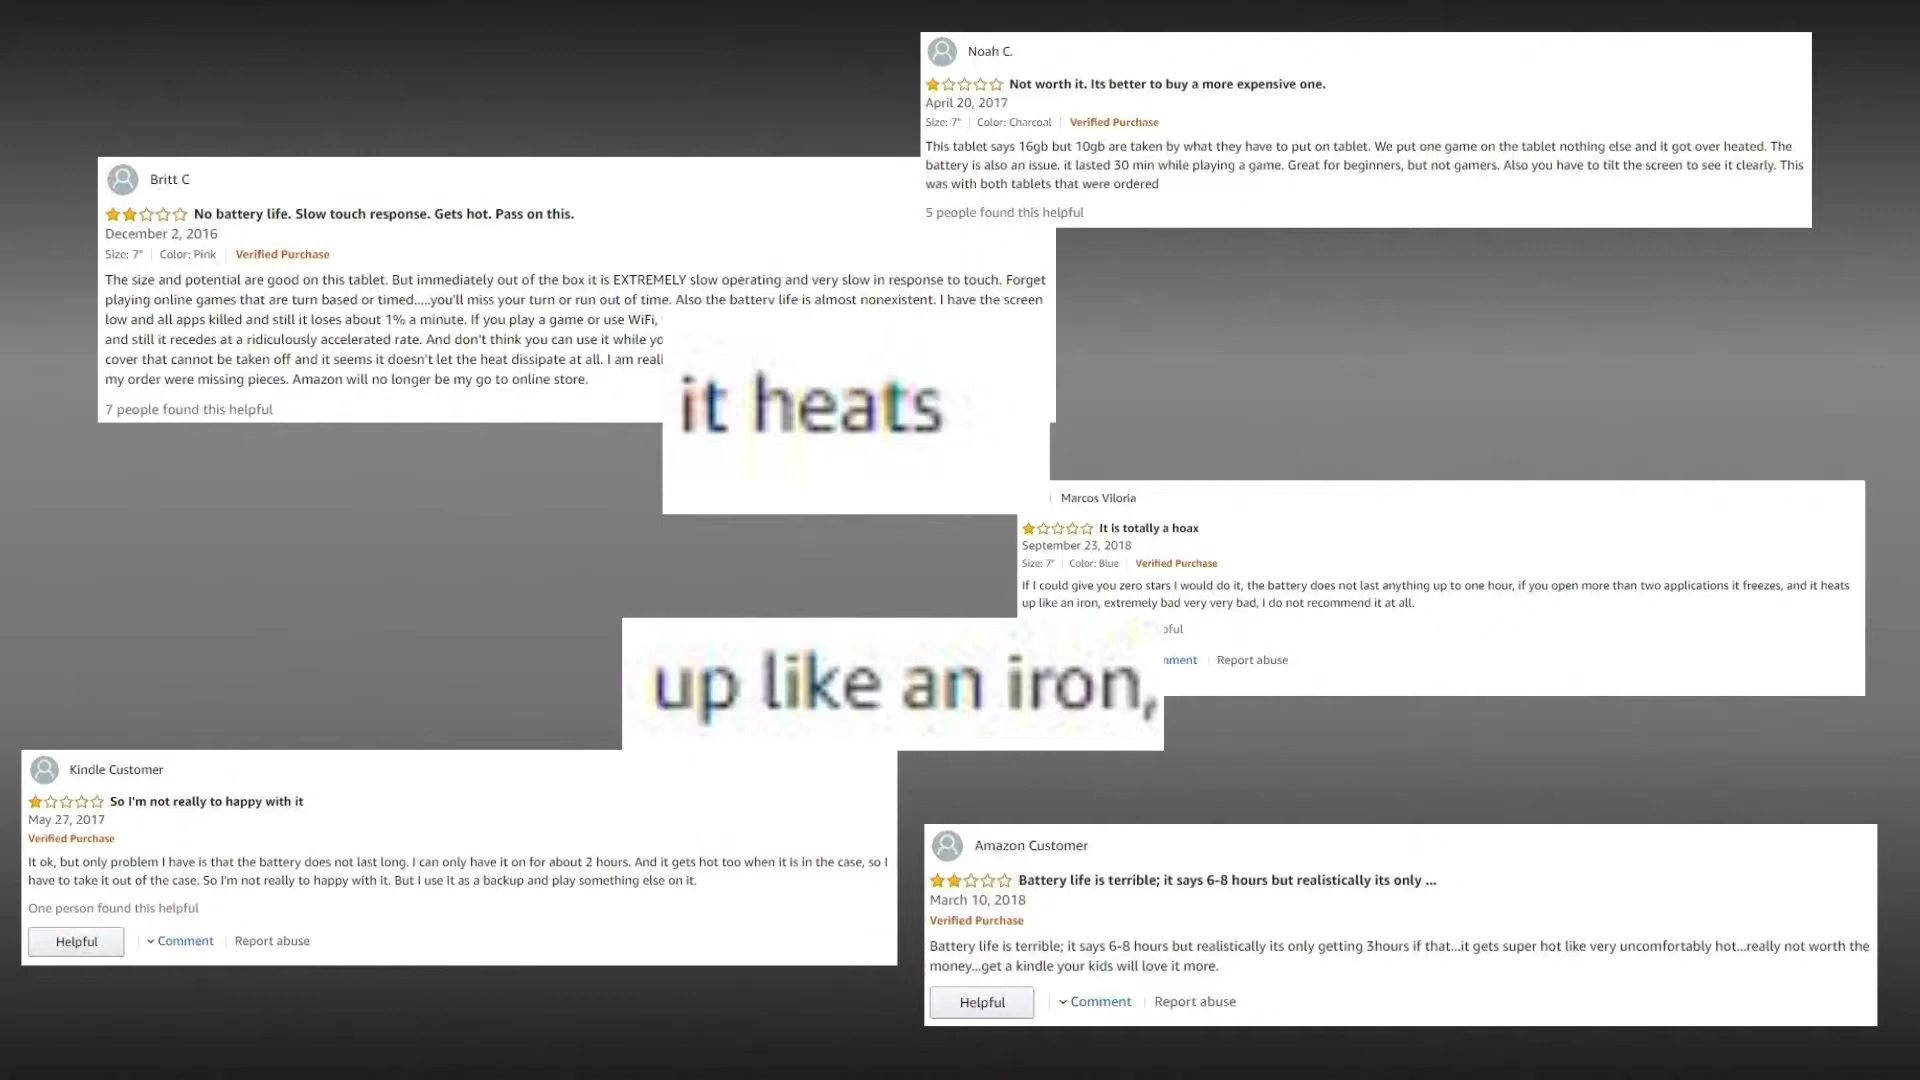 Noah C.
Not worth it. Its better to buy a more expensive one.
April 20, 2017
Size: 7" Color: Charcoal Verified Purchase
This tablet says 16gb but 10gb are taken by what they have to put on tablet. We put one game on the tablet nothing else and it got over heated. The
battery is also an issue. it lasted 30 min while playing a game. Great for beginners, but not gamers. Also you have to tilt the screen to see it clearly. This
was with both tablets that were ordered
5 people found this helpful
Britt C
No battery life. Slow touch response. Gets hot. Pass on this.
December 2, 2016
Size: 7" Color: Pink Verified Purchase
The size and potential are good on this tablet. But immediately out of the box it is EXTREMELY slow operating and very slow in response to touch. Forget
playing online games that are turn based or timed.....you'll miss your turn or run out of time. Also the battery life is almost nonexistent. I have the screen
low and all apps killed and still it loses about 1% a minute. If you play a game or use WiFi,
and still it recedes at a ridiculously accelerated rate. And don't think you can use it while
cover that cannot be taken off and it seems it doesn't let the heat dissipate at all. I am
my order were missing pieces. Amazon will no longer be my go to online store.
7 people found this helpful
it heats
Marcos Viloria
It is totally a hoax
September 23, 2018
Size: 7" Color: Blue Verified Purchase
If I could give you zero stars I would do it, the battery does not last anything up to one hour, if you open more than two applications it freezes, and it heats
up like an iron, extremely bad very very bad, I do not recommend it at all.
Report abuse
up like an iron,
Kindle Customer
So I'm not really to happy with it
May 27, 2017
Verified Purchase
It ok, but only problem I have is that the battery does not last long. I can only have it on for about 2 hours. And it gets hot too when it is in the case, so I
have to take it out of the case. So I'm not really to happy with it. But I use it as a backup and play something else on it.
One person found this helpful
Helpful Comment Report abuse
Amazon Customer
Battery life is terrible; it says 6-8 hours but realistically its only ...
March 10, 2018
Verified Purchase
Battery life is terrible; it says 6-8 hours but realistically its only getting 3hours if that...it gets super hot like very uncomfortably hot...really not worth the
money...get a kindle your kids will love it more.
Helpful Comment Report abuse